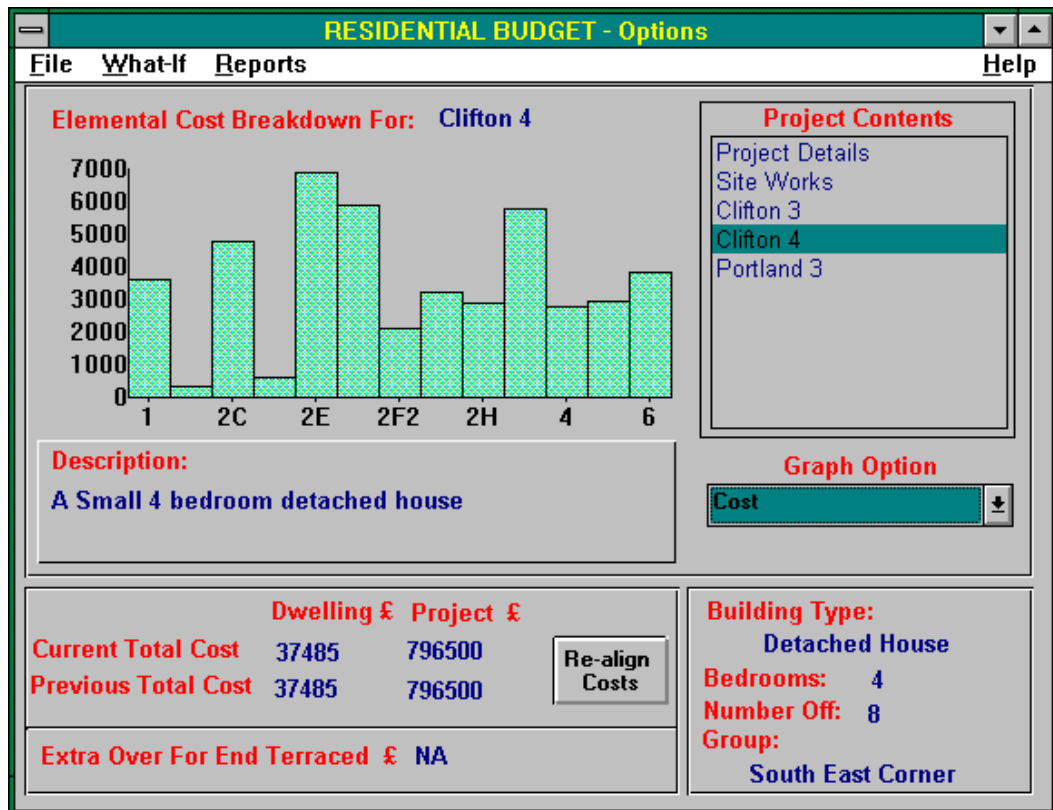 RESIDENTIAL BUDGET - Options
File What-If Reports Help
Elemental Cost Breakdown For: Clifton 4
7000
6000
5000
4000
3000
2000
1000
0
1 2C 2E 2F2 2H 4 6
Project Contents
Project Details
Site Works
Clifton 3
Clifton 4
Portland 3
Description:
A Small 4 bedroom detached house
Graph Option
Cost
Dwelling £ Project £
Current Total Cost 37485 796500
Previous Total Cost 37485 796500
Re-align
Costs
Extra Over For End Terraced £ NA
Building Type:
Detached House
Bedrooms: 4
Number Off: 8
Group:
South East Corner